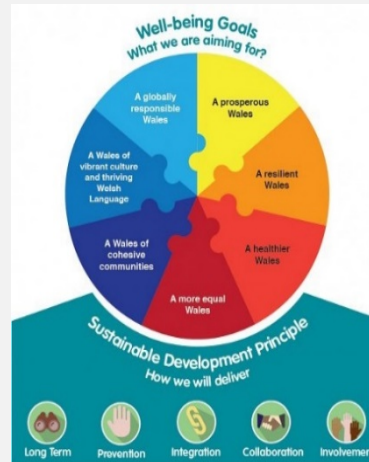 Well-being Goals
What we are aiming for?
A prosperous
Wales
A resilient
Wales
A healthier
Wales
A more equal
Wales
A Wales of
cohesive
communities
A Wales of
vibrant culture
and thriving
Welsh
Language
A globally
responsible
Wales
Sustainable Development Principle
How we will deliver
Long Term
Prevention
Integration
Collaboration
Involvemen